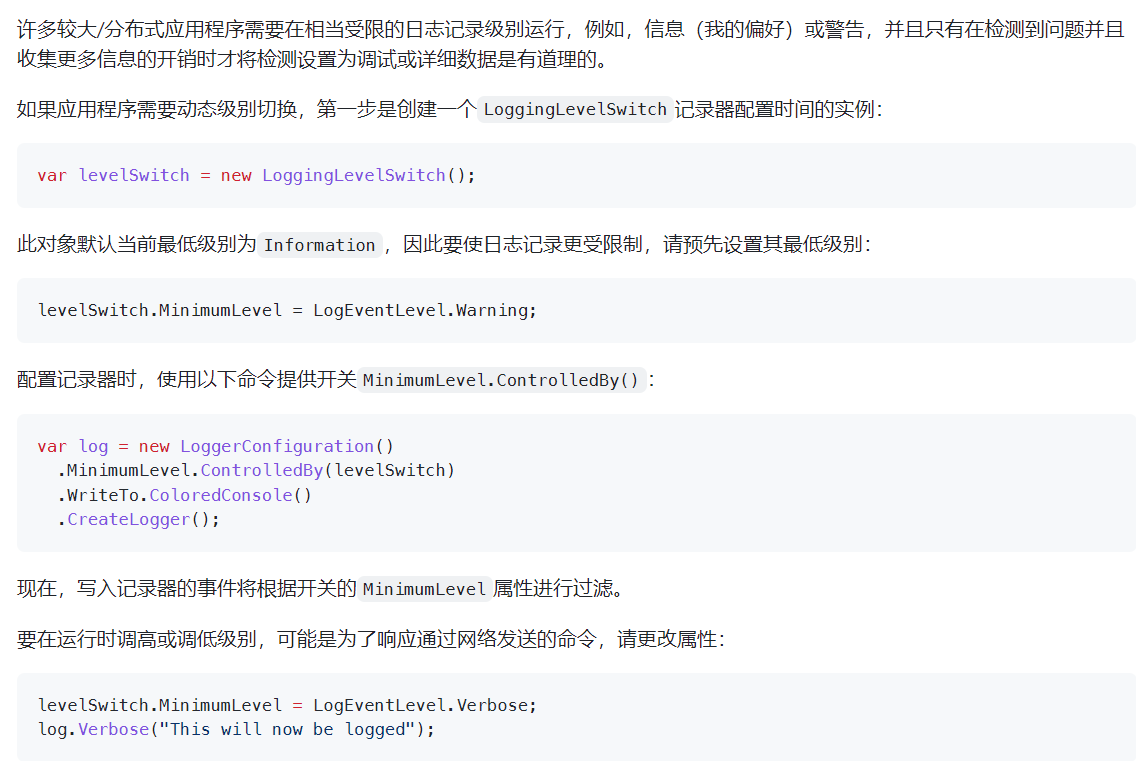 许多较大/分布式应用程序需要在相当受限的日志记录级别运行，例如，信息（我的偏好）或警告，并且只有在检测到问题并且
收集更多信息的开销时才将检测设置为调试或详细数据是有道理的。
如果应用程序需要动态级别切换，第一步是创建一个 LoggingLevelSwitch 记录器配置时间的实例：
var levelSwitch = new LoggingLevelSwitch();
此对象默认当前最低级别为 Information ，因此要使日志记录更受限制，请预先设置其最低级别：
levelSwitch.MinimumLevel = LogEventLevel.Warning;
配置记录器时，使用以下命令提供开关 MinimumLevel.ControlledBy() ：
var log = new LoggerConfiguration()
  .MinimumLevel.ControlledBy(levelSwitch)
  .WriteTo.ColoredConsole()
  .CreateLogger();
现在，写入记录器的事件将根据开关的 MinimumLevel 属性进行过滤。
要在运行时调高或调低级别，可能是为了响应通过网络发送的命令，请更改属性：
levelSwitch.MinimumLevel = LogEventLevel.Verbose;
log.Verbose("This will now be logged");